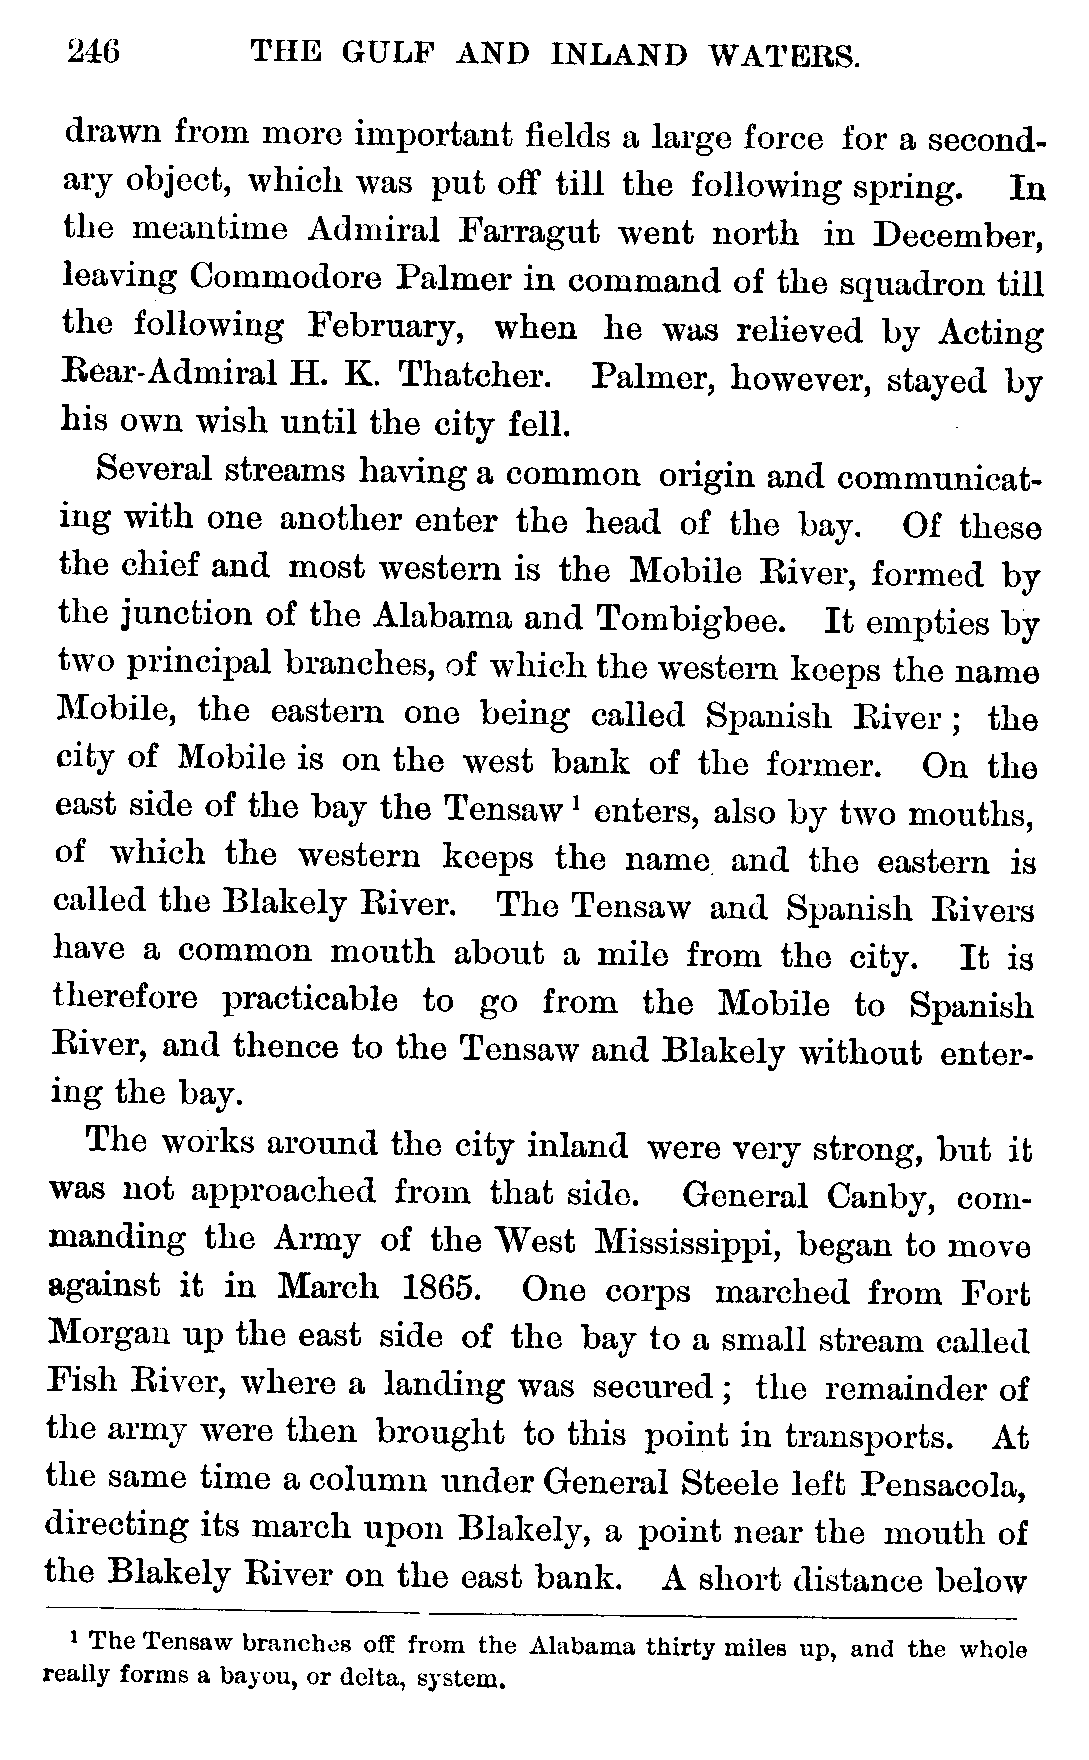 246 THE GULF AND INLAND WATERS.
drawn from more important fields a large force for a second-
ary object, which was put off till the following spring. In
the meantime Admiral Farragut went north in December,
leaving Commodore Palmer in command of the squadron till
the following February, when he was relieved by Acting
Rear-Admiral H. K. Thatcher. Palmer, however, stayed by
his own wish until the city fell.
Several streams having a common origin and communicat-
ing with one another enter the head of the bay. Of these
the chief and most western is the Mobile River, formed by
the junction of the Alabama and Tombigbee. It empties by
two principal branches, of which the western keeps the name
Mobile, the eastern one being called Spanish River ; the
city of Mobile is on the west bank of the former. On the
east side of the bay the Tensaw ¹ enters, also by two mouths,
of which the western keeps the name and the eastern is
called the Blakely River. The Tensaw and Spanish Rivers
have a common mouth about a mile from the city. It is
therefore practicable to go from the Mobile to Spanish
River, and thence to the Tensaw and Blakely without enter-
ing the bay.
The works around the city inland were very strong, but it
was not approached from that side. General Canby, com-
manding the Army of the West Mississippi, began to move
against it in March 1865. One corps marched from Fort
Morgan up the east side of the bay to a small stream called
Fish River, where a landing was secured ; the remainder of
the army were then brought to this point in transports. At
the same time a column under General Steele left Pensacola,
directing its march upon Blakely, a point near the mouth of
the Blakely River on the east bank. A short distance below
¹ The Tensaw branches off from the Alabama thirty miles up, and the whole
really forms a bayou, or delta, system.